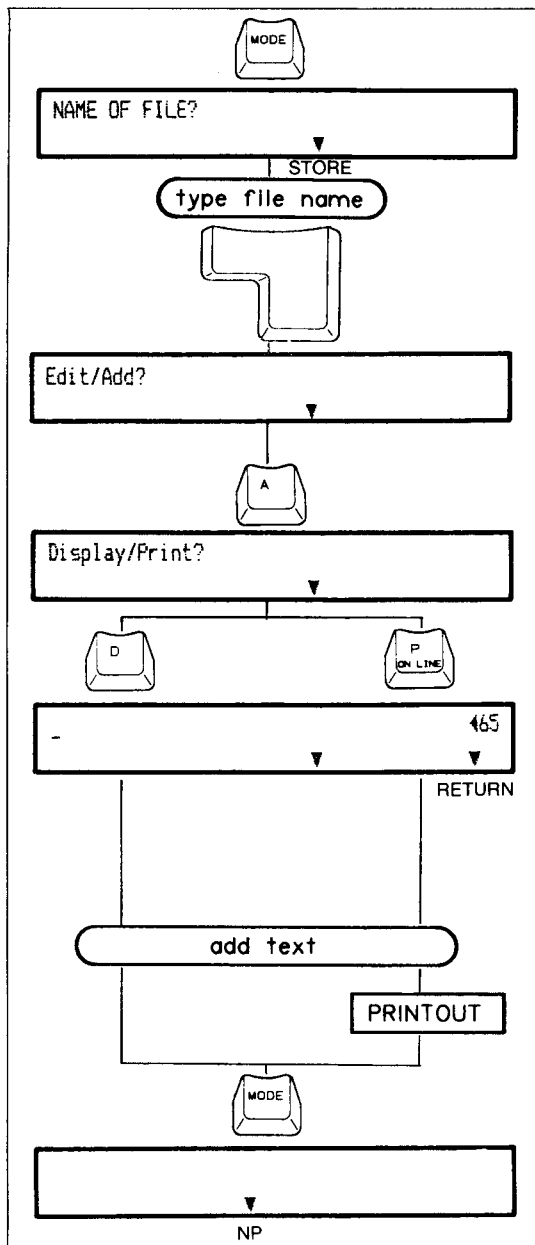 MODE
NAME OF FILE?
STORE
type file name
Edit/Add?
A
Display/Print?
D
P
ON LINE
65
_
RETURN
add text
PRINTOUT
MODE
NP